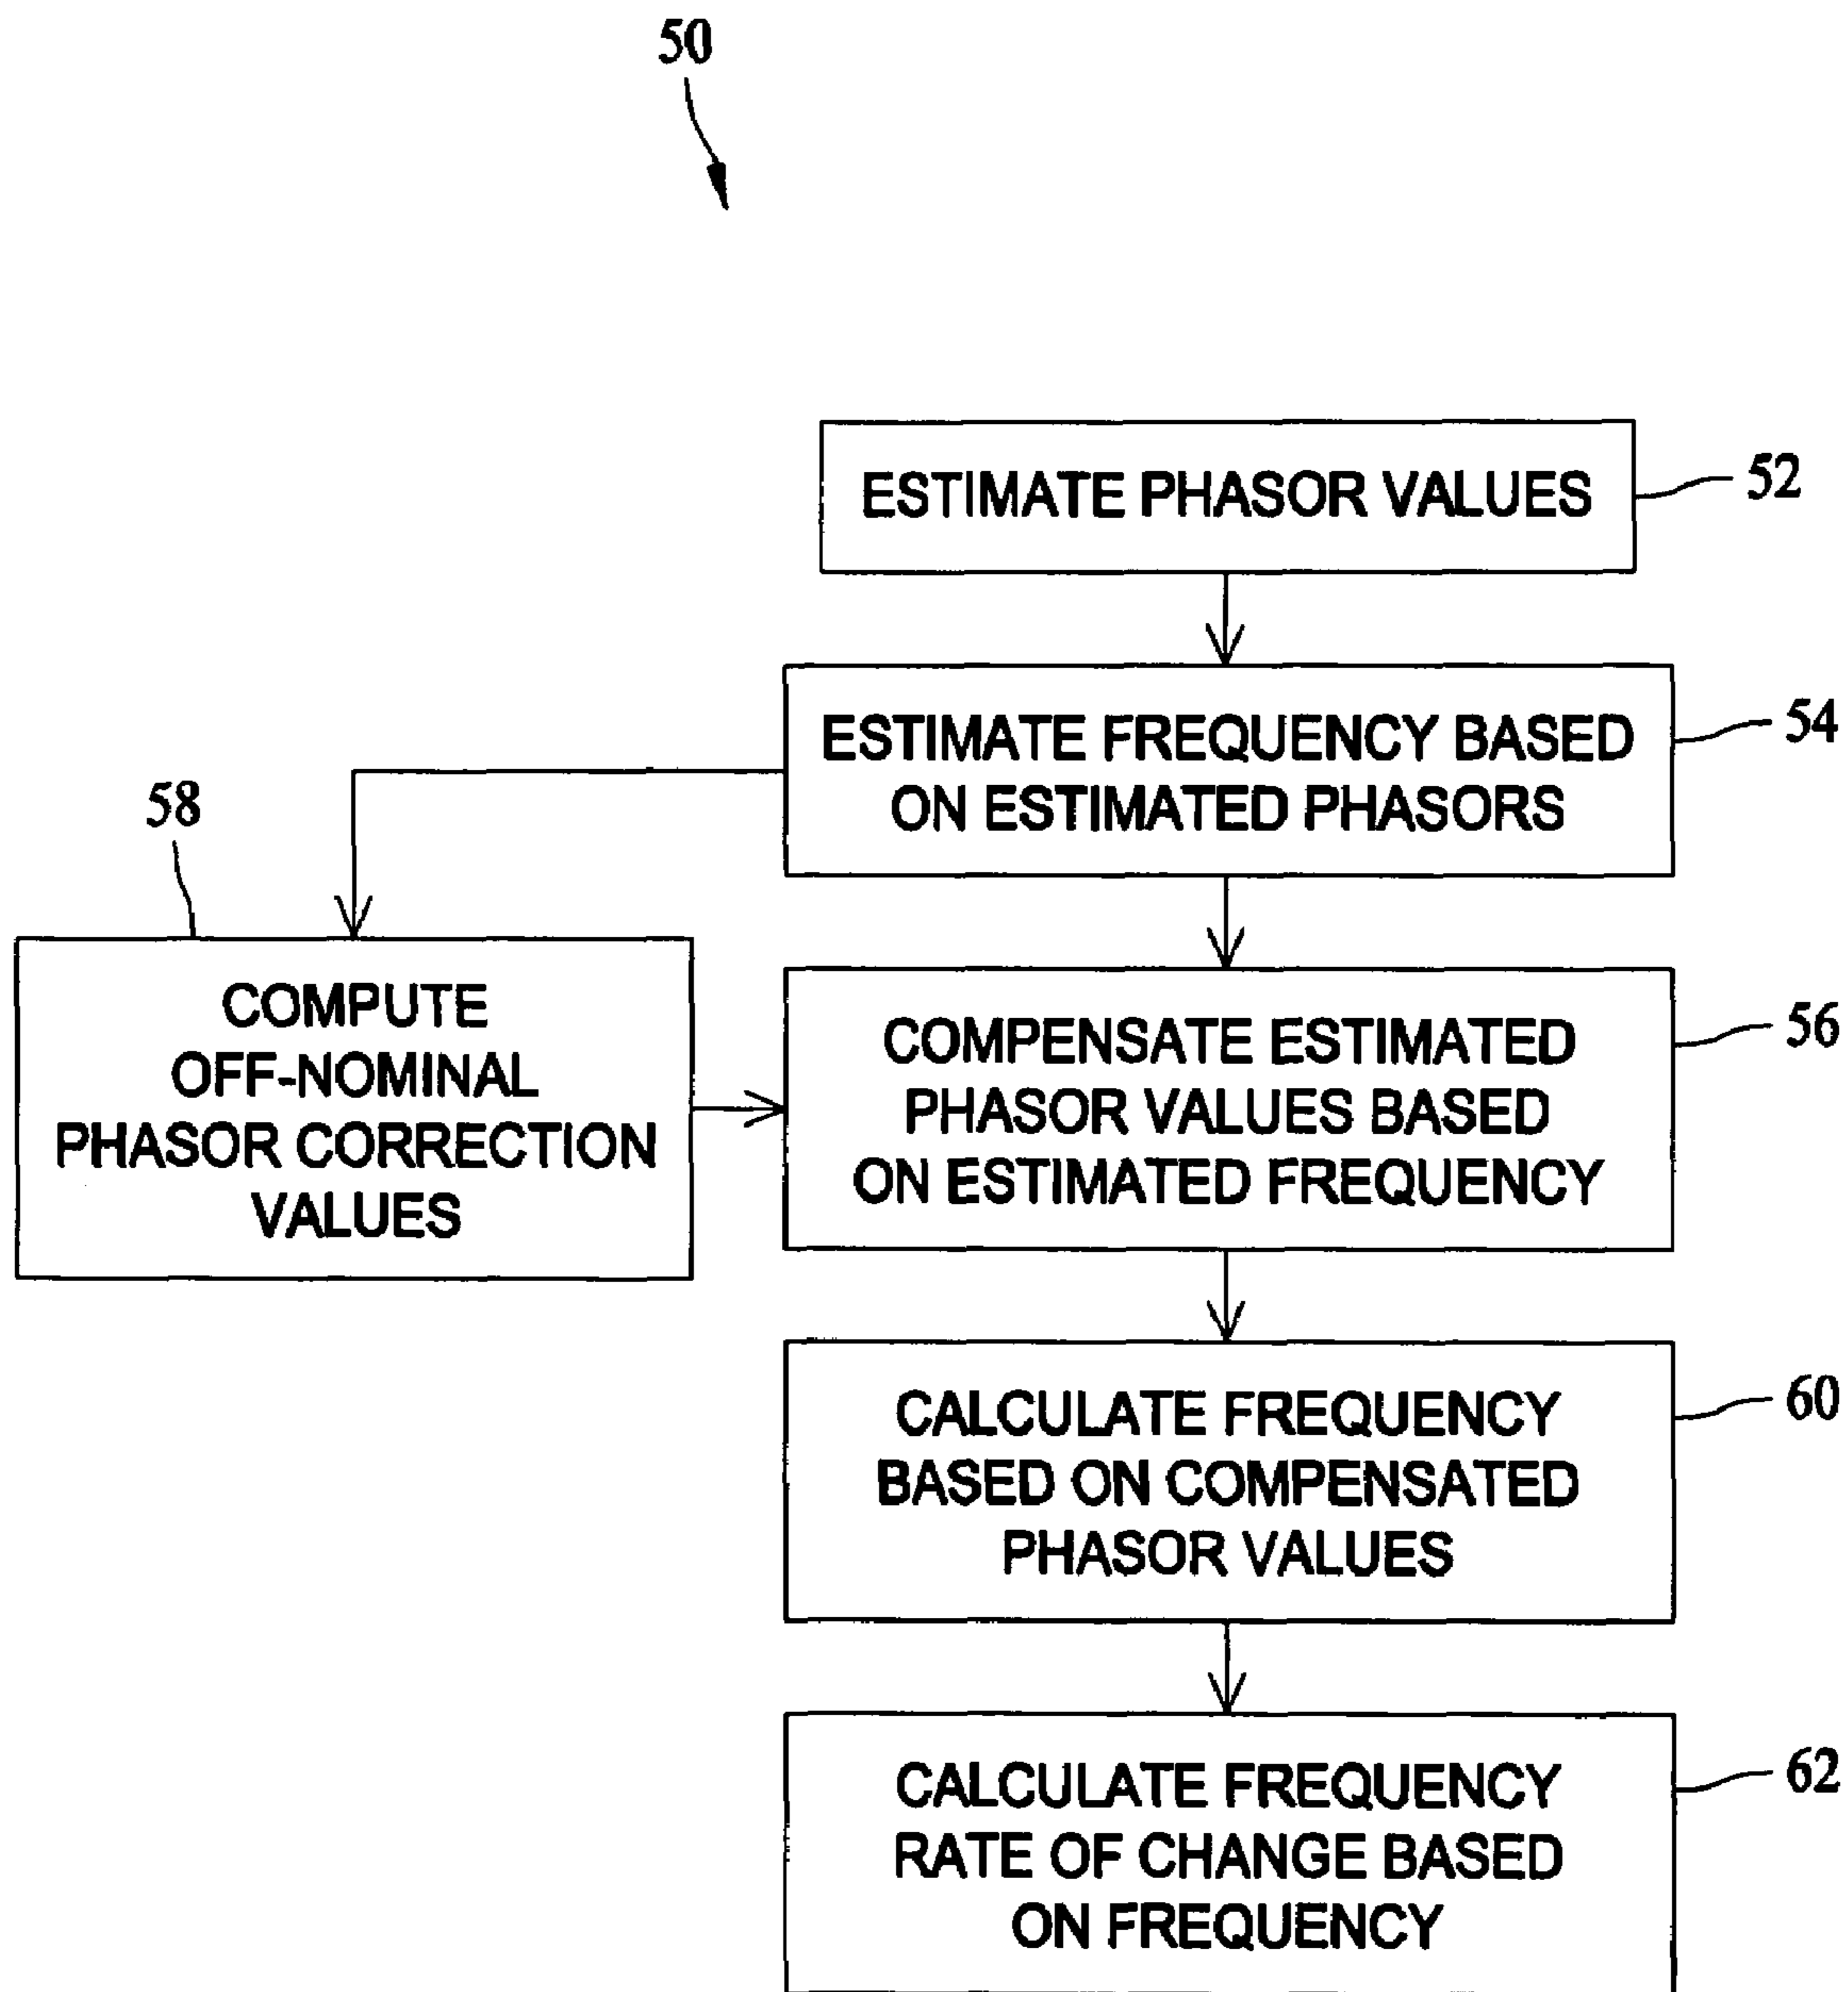 50
ESTIMATE PHASOR VALUES
52
ESTIMATE FREQUENCY BASED
ON ESTIMATED PHASORS
54
58
COMPUTE
OFF-NOMINAL
PHASOR CORRECTION
VALUES
COMPENSATE ESTIMATED
PHASOR VALUES BASED
ON ESTIMATED FREQUENCY
56
CALCULATE FREQUENCY
BASED ON COMPENSATED
PHASOR VALUES
60
CALCULATE FREQUENCY
RATE OF CHANGE BASED
ON FREQUENCY
62